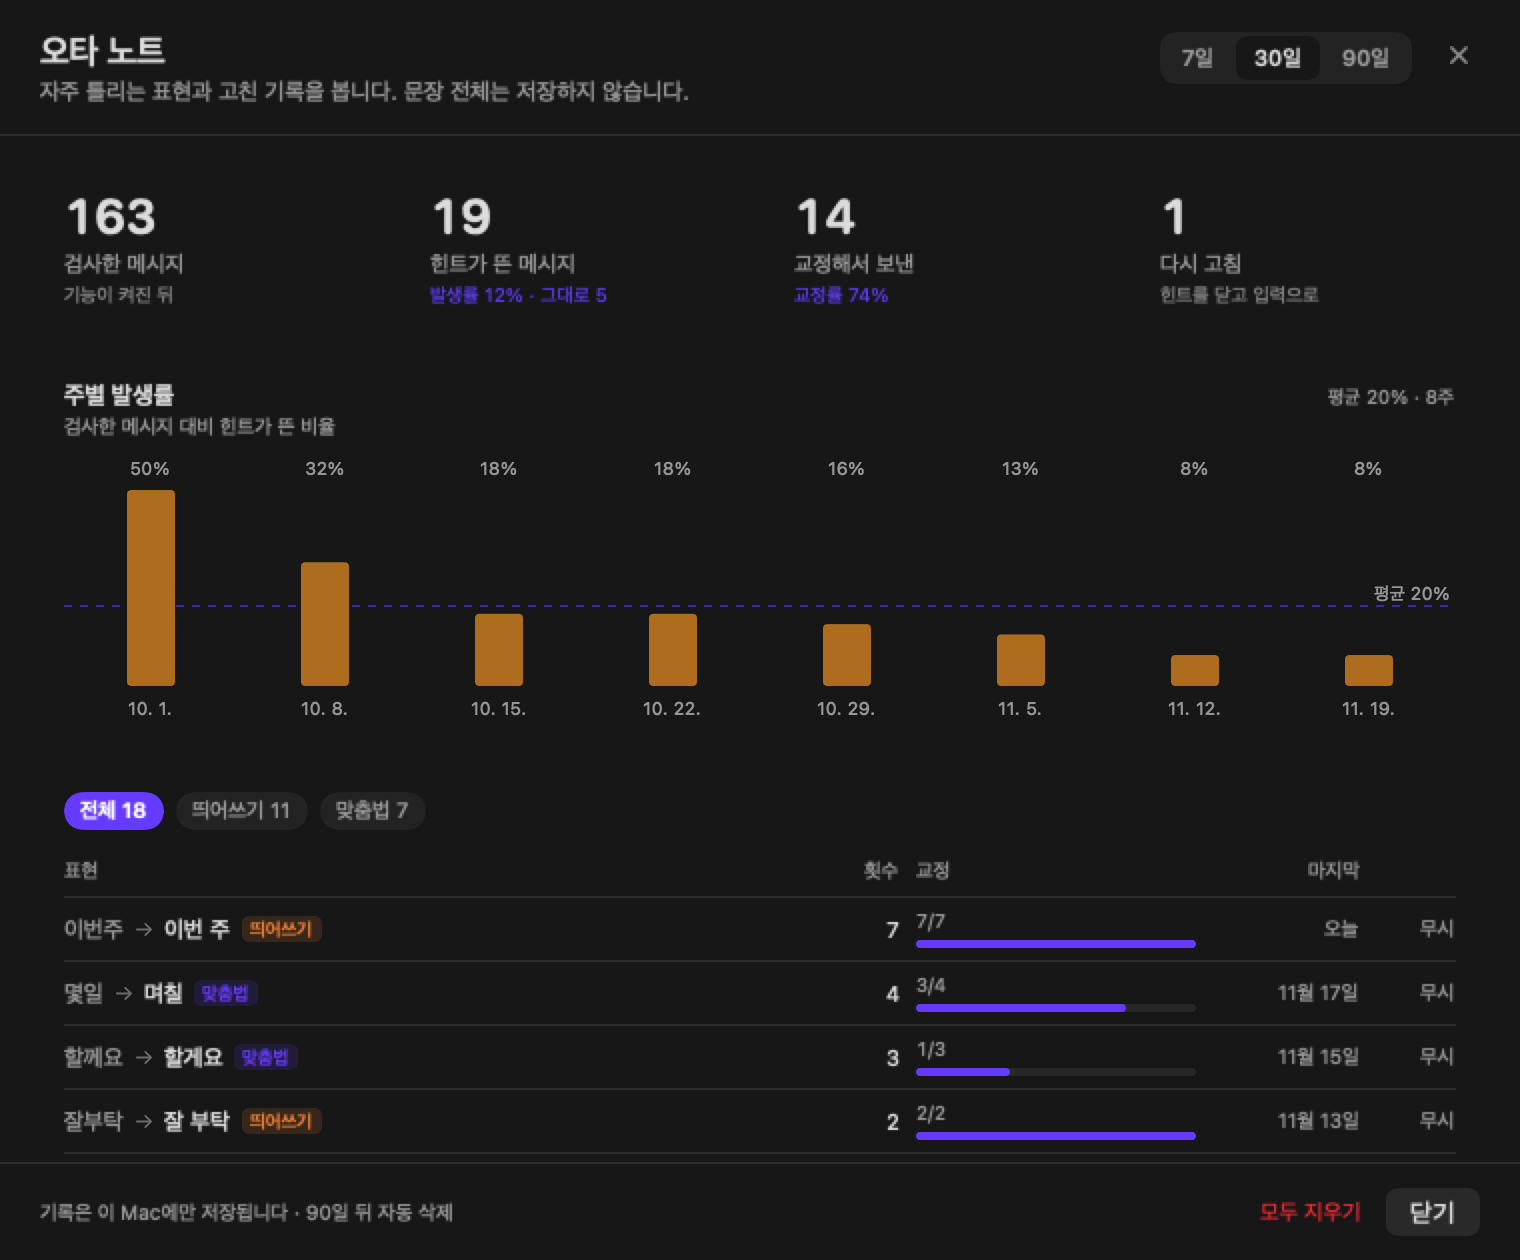 오타 노트
자주 틀리는 표현과 고친 기록을 봅니다. 문장 전체는 저장하지 않습니다.
7일 30일 90일
163
검사한 메시지
기능이 켜진 뒤
19
힌트가 뜬 메시지
발생률 12% · 그대로 5
14
교정해서 보낸
교정률 74%
1
다시 고침
힌트를 닫고 입력으로
주별 발생률
검사한 메시지 대비 힌트가 뜬 비율
평균 20% · 8주
50% 32% 18% 18% 16% 13% 8% 8%
평균 20%
10. 1. 10. 8. 10. 15. 10. 22. 10. 29. 11. 5. 11. 12. 11. 19.
전체 18 띄어쓰기 11 맞춤법 7
표현 횟수 교정 마지막
이번주 → 이번 주 띄어쓰기 7 7/7 오늘 무시
몇일 → 며칠 맞춤법 4 3/4 11월 17일 무시
할께요 → 할게요 맞춤법 3 1/3 11월 15일 무시
잘부탁 → 잘 부탁 띄어쓰기 2 2/2 11월 13일 무시
기록은 이 Mac에만 저장됩니다 · 90일 뒤 자동 삭제
모두 지우기 닫기